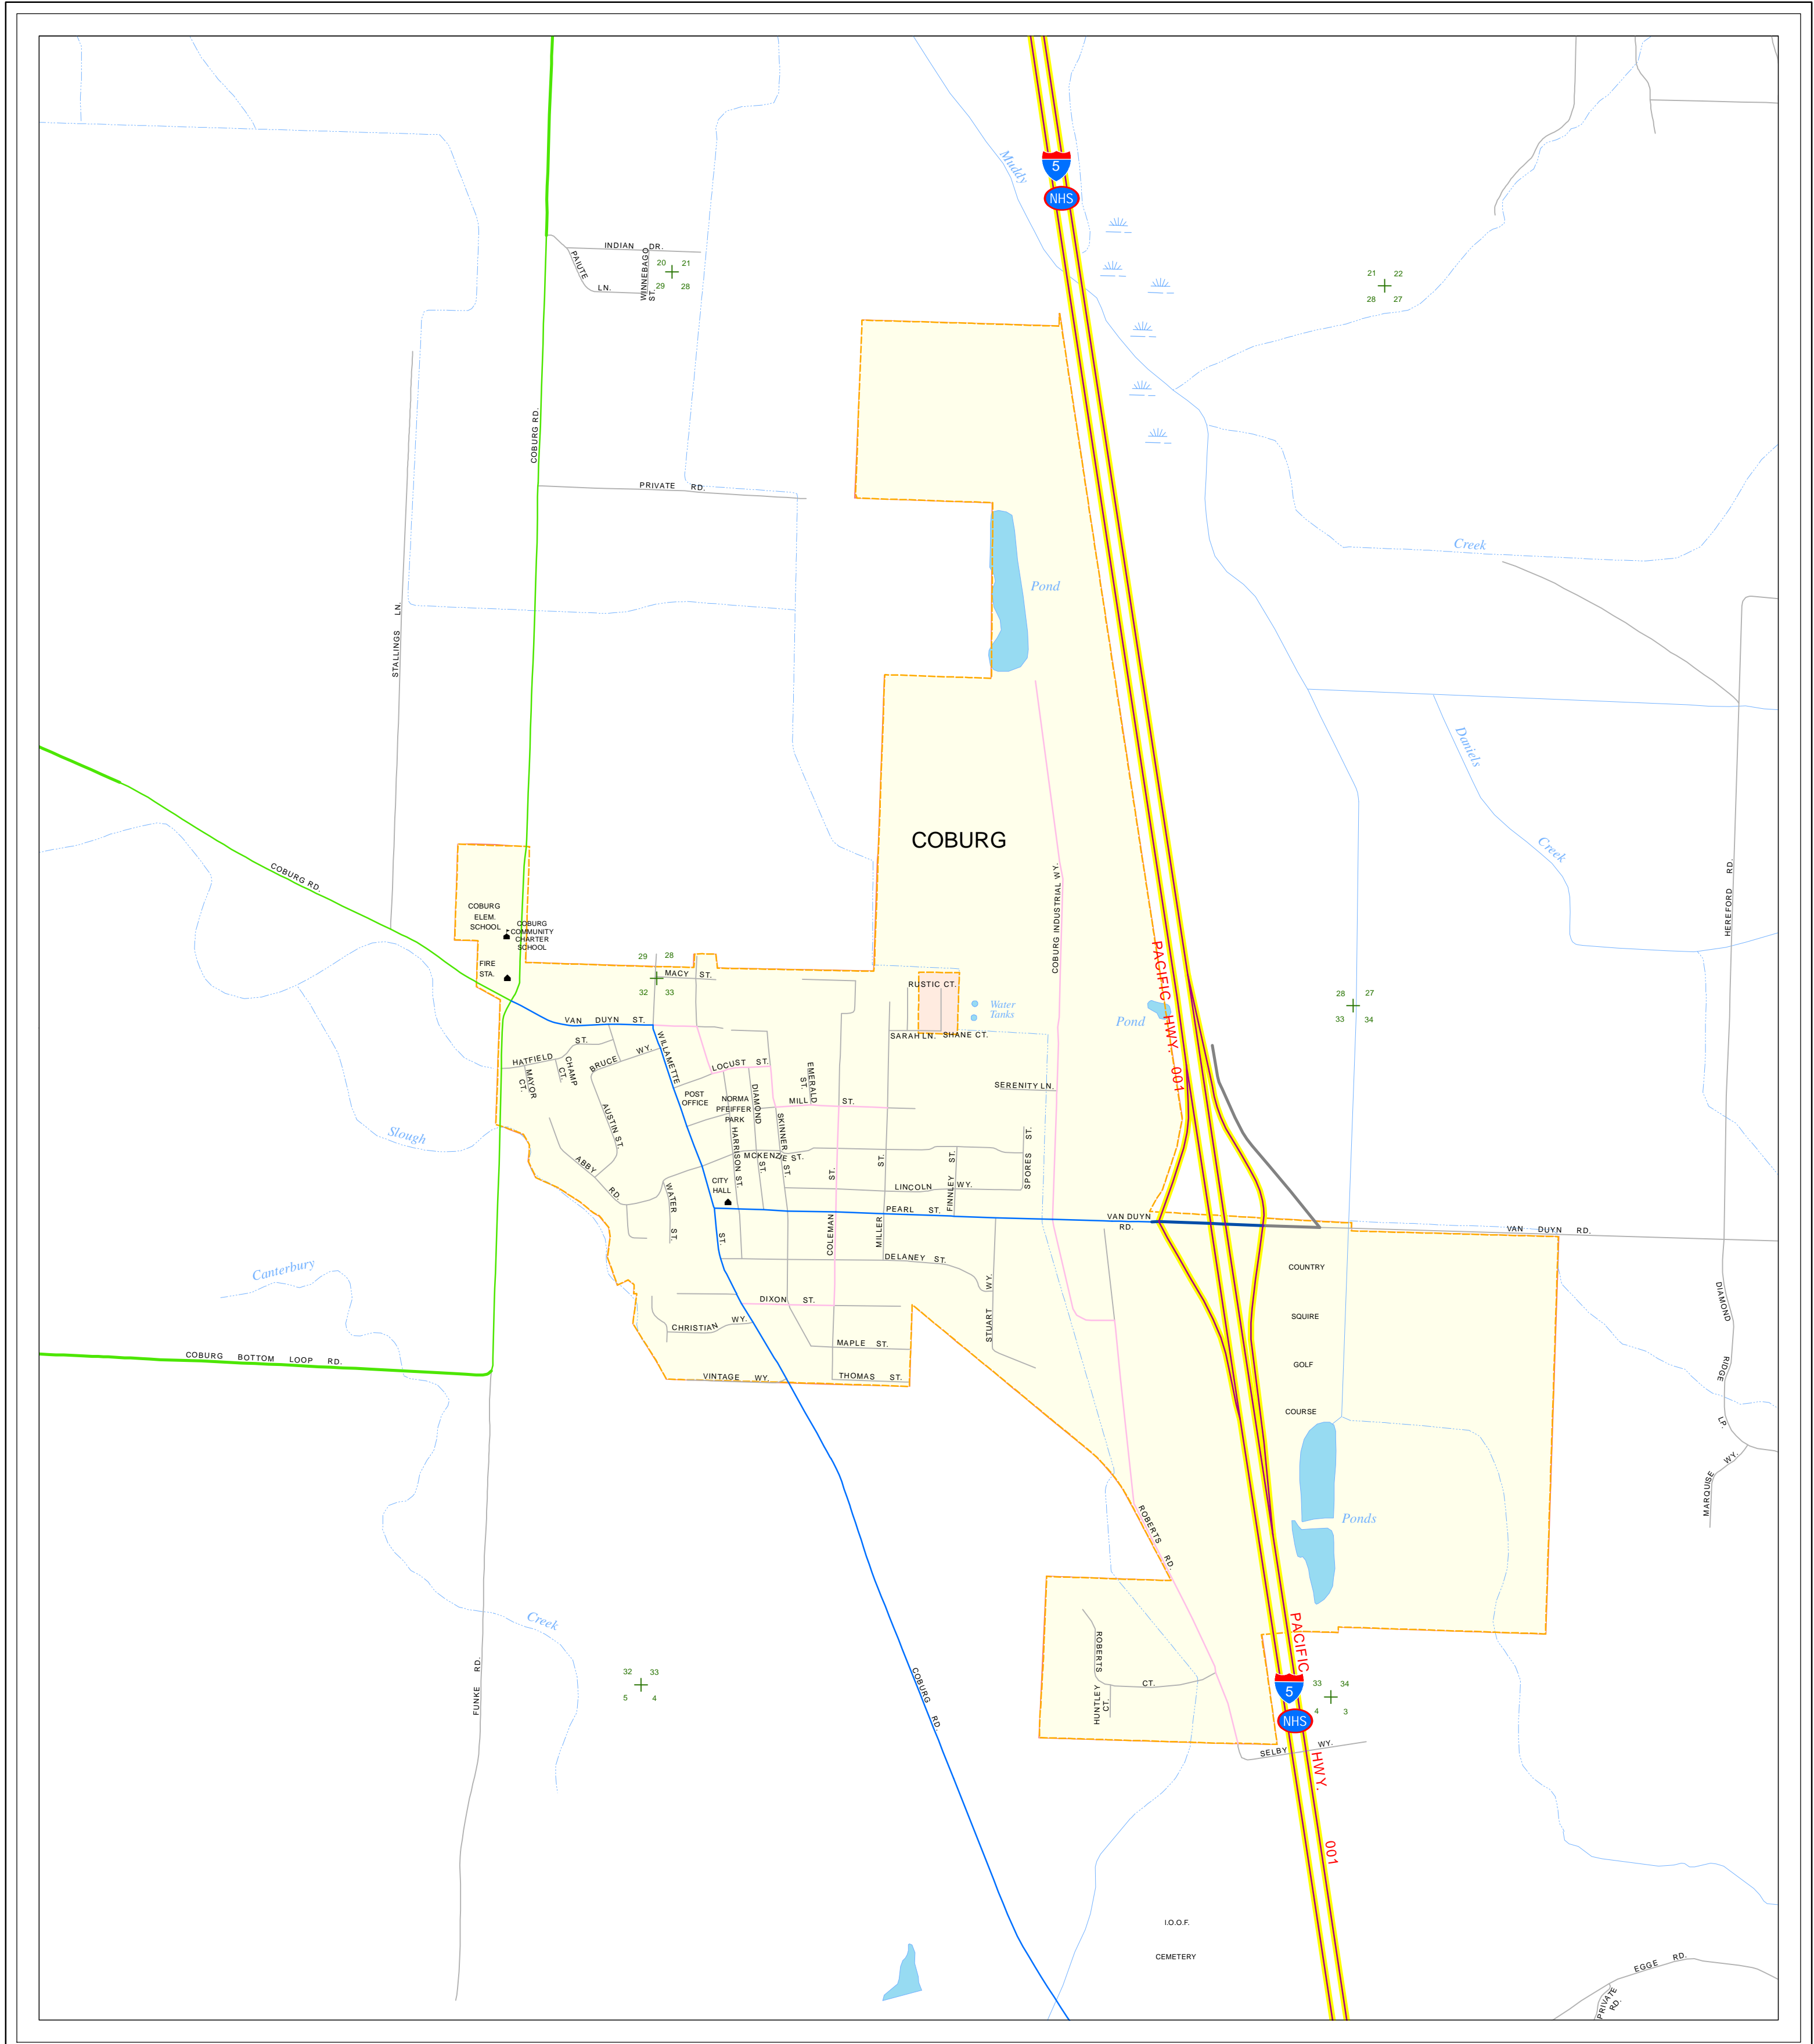 Muddy
5
NHS
INDIAN DR.
PAIUTE
LN.
WINNEBAGO
ST.
20 21
29 28
21 22
28 27
COBURG RD.
PRIVATE RD.
Creek
Pond
STALLINGS LN.
Daniels
Creek
COBURG
COBURG RD.
COBURG INDUSTRIAL WY.
HEREFORD RD.
COBURG
ELEM.
SCHOOL
COBURG
COMMUNITY
CHARTER
SCHOOL
FIRE
STA.
29 28
32 33
MACY ST.
RUSTIC CT.
Water
Tanks
Pond
PACIFIC HWY. 001
28 27
33 34
VAN DUYN ST.
SARAH LN.
SHANE CT.
HATFIELD ST.
MAYOR
CT.
CHAMP
CT.
BRUCE WY.
WILLAMETTE
ST.
LOCUST ST.
EMERALD
ST.
SERENITY LN.
POST
OFFICE
NORMA
PFEIFFER
PARK
DIAMOND
ST.
MILL ST.
SKINNER
ST.
AUSTIN ST.
HARRISON ST.
Slough
MCKENZIE ST.
ABBY
RD.
WATER ST.
CITY
HALL
LINCOLN WY.
FINNLEY ST.
SPORES ST.
PEARL ST.
COLEMAN ST.
MILLER ST.
VAN DUYN
RD.
VAN DUYN RD.
DELANEY ST.
STUART WY.
Canterbury
COUNTRY
SQUIRE
GOLF
COURSE
DIAMOND RIDGE LP.
DIXON ST.
CHRISTIAN WY.
MAPLE ST.
COBURG BOTTOM LOOP RD.
VINTAGE WY.
THOMAS ST.
MARQUISE WY.
Ponds
ROBERTS RD.
Creek
ROBERTS
CT.
HUNTLEY
CT.
PACIFIC HWY. 001
5
NHS
33 34
4 3
32 33
5 4
FUNKE RD.
COBURG RD.
SELBY WY.
I.O.O.F.
CEMETERY
EGGE RD.
PRIVATE
RD.